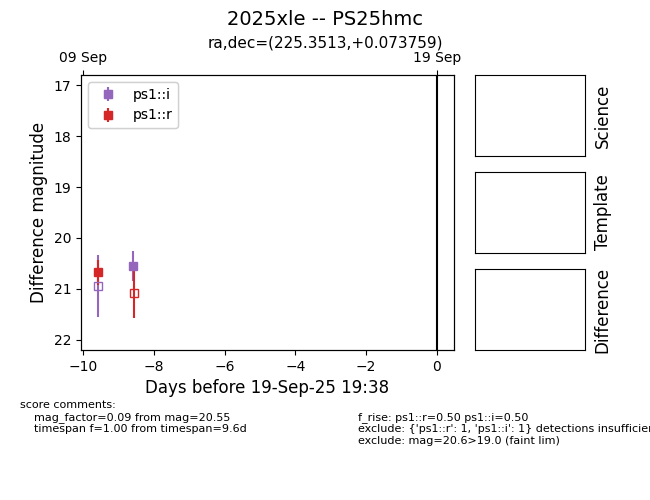 2025xle -- PS25hmc
ra,dec=(225.3513,+0.073759)
09 Sep
19 Sep
ps1::i
ps1::r
17
18
19
20
21
22
Difference magnitude
−10
−8
−6
−4
−2
0
Days before 19-Sep-25 19:38
Science
Template
Difference
score comments:
mag_factor=0.09 from mag=20.55
timespan f=1.00 from timespan=9.6d
f_rise: ps1::r=0.50 ps1::i=0.50
exclude: {'ps1::r': 1, 'ps1::i': 1} detections insufficien
exclude: mag=20.6>19.0 (faint lim)